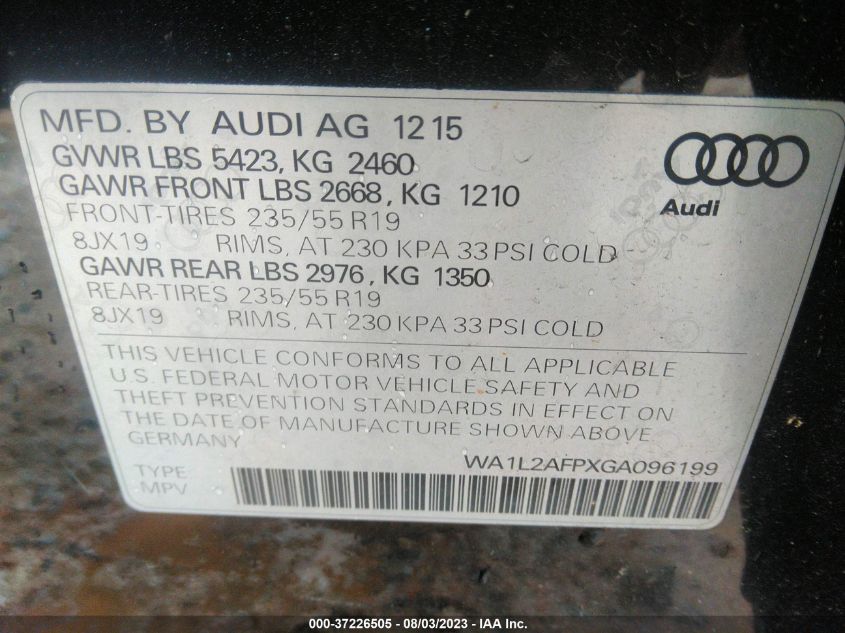 MFD. BY AUDI AG 1215
GVWR LBS 5423, KG 2460
GAWR FRONT LBS 2668, KG 1210
FRONT-TIRES 235/55 R19
8JX19 RIMS, AT 230 KPA 33 PSI COLD
GAWR REAR LBS 2976, KG 1350
REAR-TIRES 235/55 R19
8JX19 RIMS, AT 230 KPA 33 PSI COLD
Audi
THIS VEHICLE CONFORMS TO ALL APPLICABLE
U.S. FEDERAL MOTOR VEHICLE SAFETY AND
THEFT PREVENTION STANDARDS IN EFFECT ON
THE DATE OF MANUFACTURE SHOWN ABOVE.
GERMANY
WA1L2AFPXGA096199
TYPE
MPV
000-37226505 - 08/03/2023 - IAA Inc.